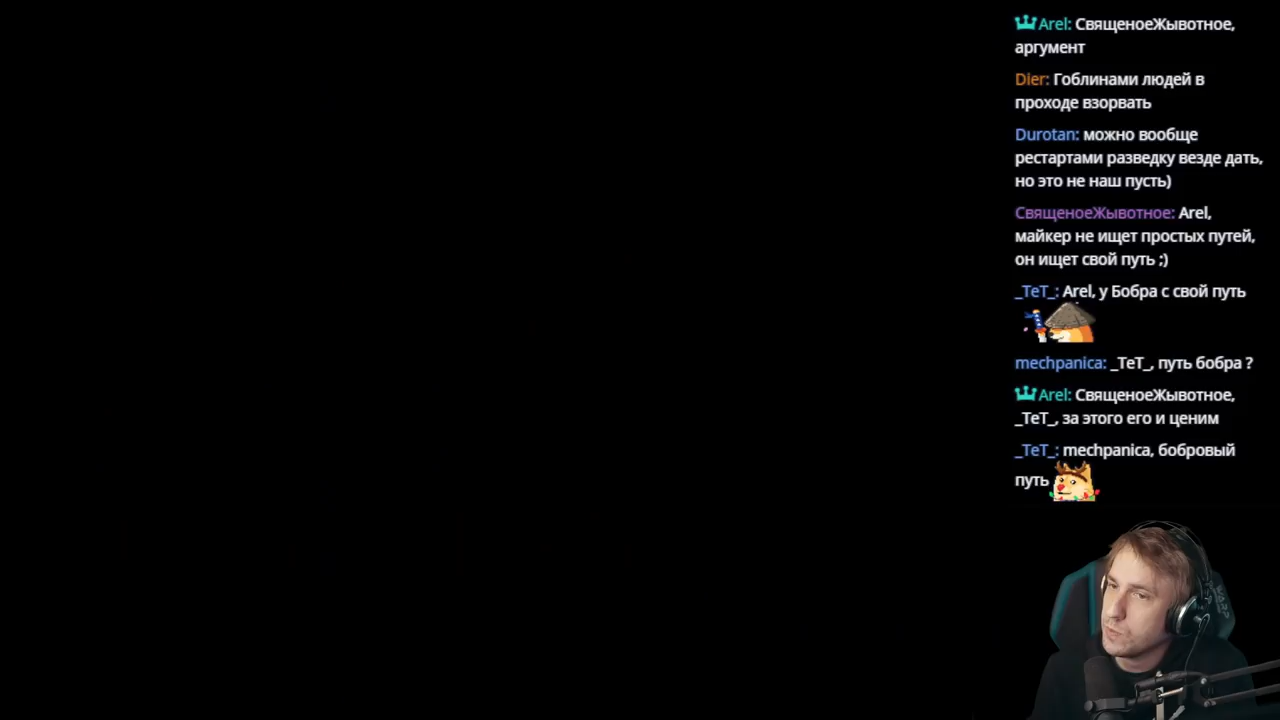 Arel: СвященоеЖывотное,
аргумент
Dier: Гоблинами людей в
проходе взорвать
Durotan: можно вообще
рестартами разведку везде дать,
но это не наш пусть)
СвященоеЖывотное: Arel,
майкер не ищет простых путей,
он ищет свой путь ;)
_TeT_: Arel, у Бобра с свой путь
mechpanica: _TeT_, путь бобра ?
Arel: СвященоеЖывотное,
_TeT_, за этого его и ценим
_TeT_: mechpanica, бобровый
путь